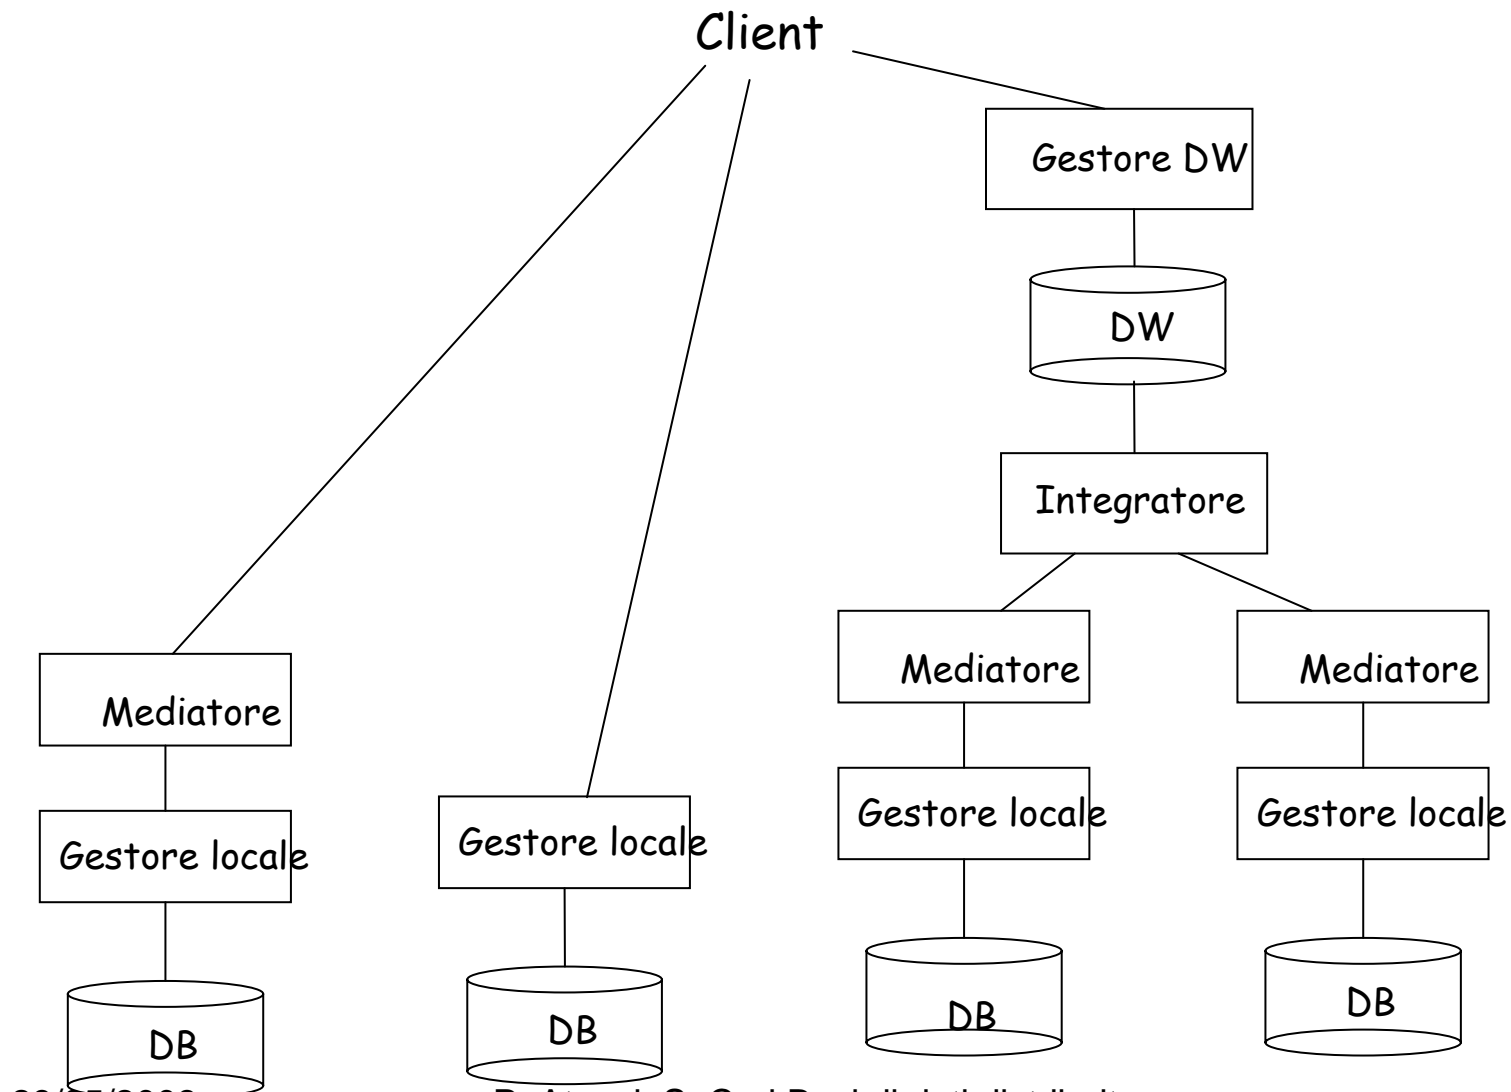 Client
Gestore DW
DW
Integratore
Mediatore
Mediatore
Mediatore
Gestore locale
Gestore locale
Gestore locale
Gestore locale
DB
DB
DB
DB